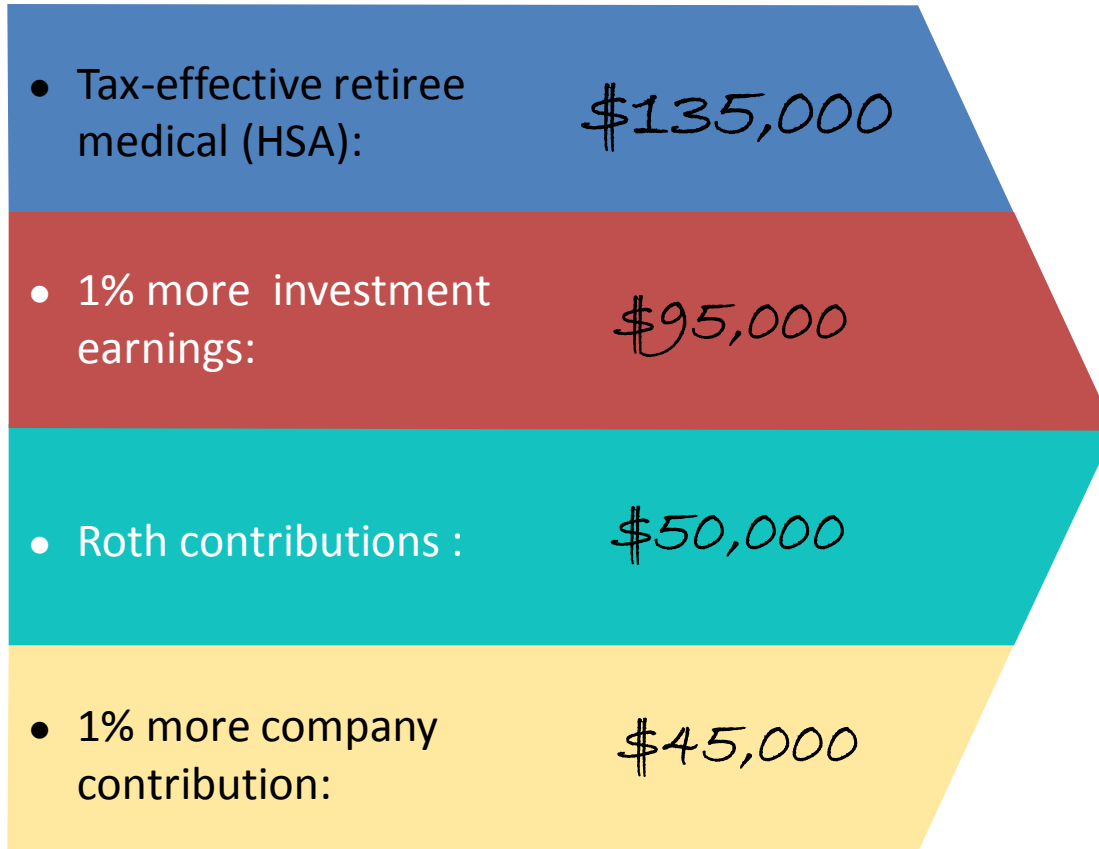 • Tax-effective retiree
medical (HSA):
$135,000
• 1% more  investment
earnings:
$95,000
• Roth contributions :
$50,000
• 1% more company
contribution:
$45,000